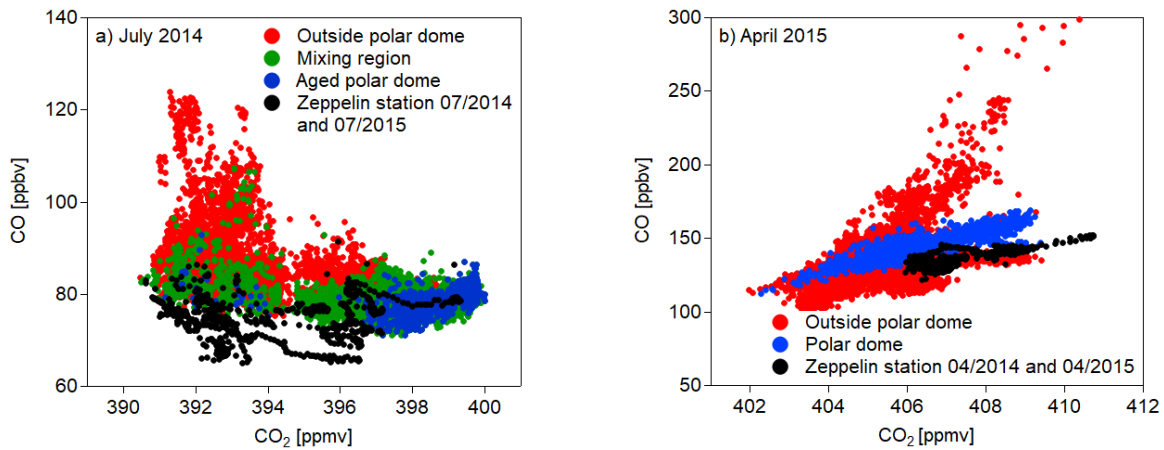 a) July 2014
Outside polar dome
Mixing region
Aged polar dome
Zeppelin station 07/2014
and 07/2015
CO [ppbv]
140
120
100
80
60
390
392
394
396
398
400
CO₂ [ppmv]
b) April 2015
CO [ppbv]
300
250
200
150
100
50
Outside polar dome
Polar dome
Zeppelin station 04/2014 and 04/2015
402
404
406
408
410
412
CO₂ [ppmv]